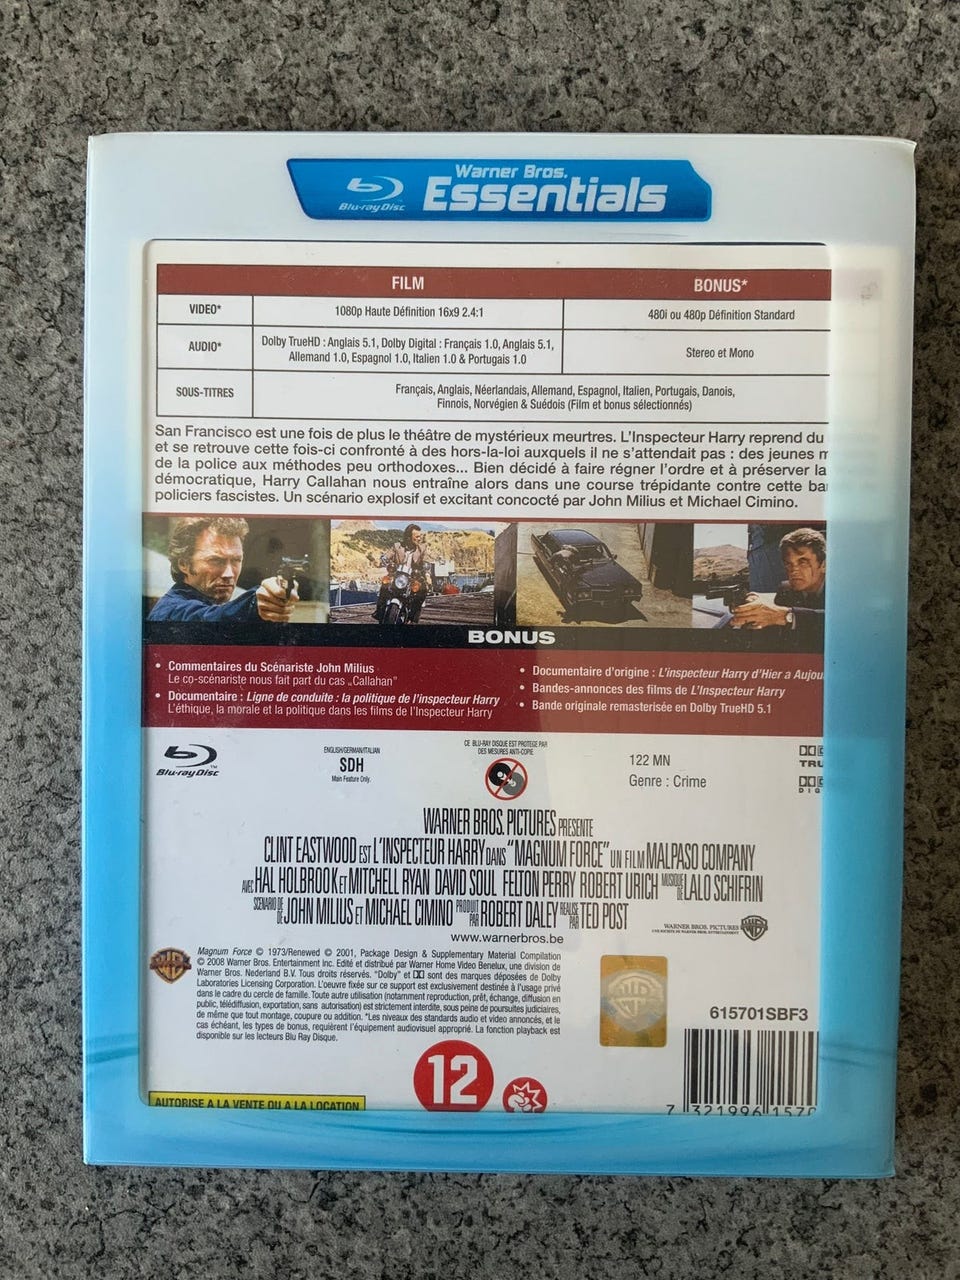 Warner Bros.
Blu-ray Disc Essentials
FILM BONUS*
VIDEO* 1080p Haute Définition 16x9 2.4:1 480i ou 480p Définition Standard
AUDIO* Dolby TrueHD : Anglais 5.1, Dolby Digital : Français 1.0, Anglais 5.1,
Allemand 1.0, Espagnol 1.0, Italien 1.0 & Portugais 1.0
Stereo et Mono
SOUS-TITRES Français, Anglais, Néerlandais, Allemand, Espagnol, Italien, Portugais, Danois,
Finnois, Norvégien & Suédois (Film et bonus sélectionnés)
San Francisco est une fois de plus le théâtre de mystérieux meurtres. L'Inspecteur Harry reprend du
et se retrouve cette fois-ci confronté à des hors-la-loi auxquels il ne s'attendait pas : des jeunes
de la police aux méthodes peu orthodoxes... Bien décidé à faire régner l'ordre et à préserver la
démocratique, Harry Callahan nous entraîne alors dans une course trépidante contre cette
policiers fascistes. Un scénario explosif et excitant concocté par John Milius et Michael Cimino.
BONUS
• Commentaires du Scénariste John Milius
Le co-scénariste nous fait part du cas „Callahan"
• Documentaire : Ligne de conduite : la politique de l'inspecteur Harry
L'éthique, la morale et la politique dans les films de l'Inspecteur Harry
• Documentaire d'origine : L'inspecteur Harry d'Hier a
• Bandes-annonces des films de L'Inspecteur Harry
• Bande originale remasterisée en Dolby TrueHD 5.1
Blu-ray Disc
ENGLISH/GERMAN/ITALIAN
SDH
Main Feature Only.
CE BLU-RAY DISQUE EST PROTEGE PAR
DES MESURES ANTI-COPIE
122 MN
Genre : Crime
WARNER BROS. PICTURES PRESENTE
CLINT EASTWOOD EST L'INSPECTEUR HARRY DANS "MAGNUM FORCE" UN FILM MALPASO COMPANY
AVEC HAL HOLBROOK ET MITCHELL RYAN DAVID SOUL FELTON PERRY ROBERT URICH MUSIQUE DE LALO SCHIFRIN
SCENARIO DE JOHN MILIUS ET MICHAEL CIMINO PRODUIT PAR ROBERT DALEY REALISE PAR TED POST
WARNER BROS. PICTURES
UNE SOCIETE DE WARNER BROS. ENTERTAINMENT
www.warnerbros.be
Magnum Force © 1973/Renewed © 2001, Package Design & Supplementary Material Compilation
© 2008 Warner Bros. Entertainment Inc. Edité et distribué par Warner Home Video Benelux, une division de
Warner Bros. Nederland B.V. Tous droits réservés. "Dolby" et sont des marques déposées de Dolby
Laboratories Licensing Corporation. L'oeuvre fixée sur ce support est exclusivement destinée à l'usage privé
dans le cadre du cercle de famille. Toute autre utilisation (notamment reproduction, prêt, échange, diffusion en
public, télédiffusion, exportation, sans autorisation) est strictement interdite, sous peine de poursuites judiciaires,
de même que tout montage, coupure ou addition. *Les niveaux des standards audio et video annoncés, et le
cas échéant, les types de bonus, requièrent l'équipement audiovisuel approprié. La fonction playback est
disponible sur les lecteurs Blu Ray Disque.
615701SBF3
12
AUTORISE A LA VENTE OU A LA LOCATION
7 321996 1570